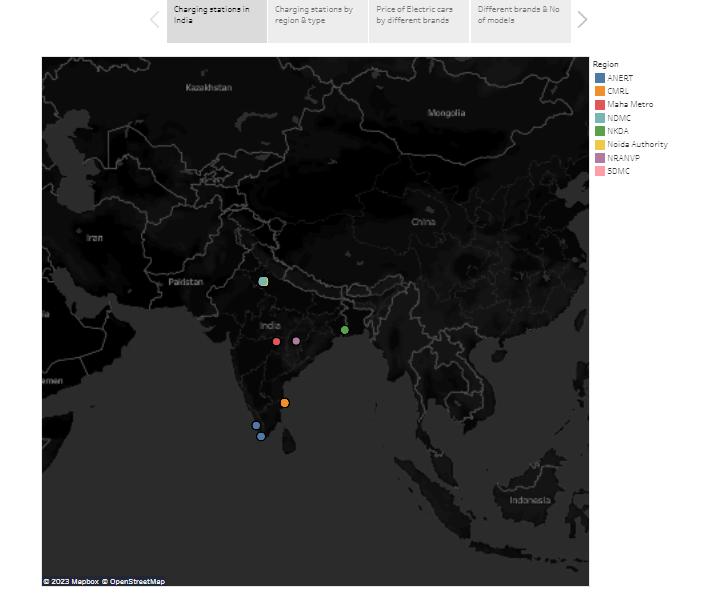 Charging stations in
India
Charging stations by
region & type
Price of Electric cars
by different brands
Different brands & No
of models
Region
ANERT
CMRL
Maha Metro
NDMC
NKDA
Noida Authority
NRANVP
SDMC
Kazakhstan
Mongolia
China
Iran
Pakistan
India
ia
emen
Indonesia
© 2023 Mapbox © OpenStreetMap